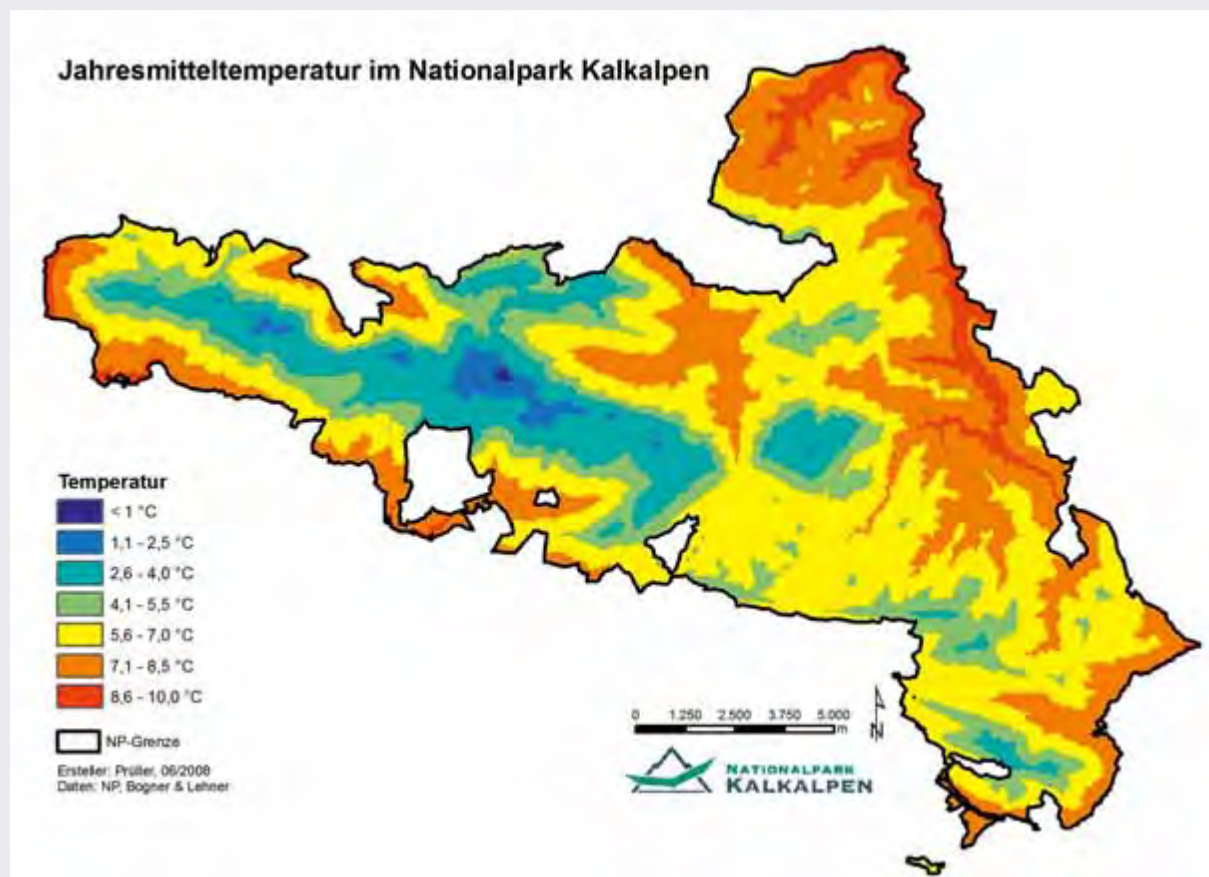 Jahresmitteltemperatur im Nationalpark Kalkalpen
Temperatur
< 1 °C
1,1 - 2,5 °C
2,6 - 4,0 °C
4,1 - 5,5 °C
5,6 - 7,0 °C
7,1 - 8,5 °C
8,6 - 10,0 °C
NP-Grenze
Ersteller: Prüller, 06/2008
Daten: NP, Bogner & Lehner
0 1.250 2.500 3.750 5.000
m
N
NATIONALPARK
KALKALPEN